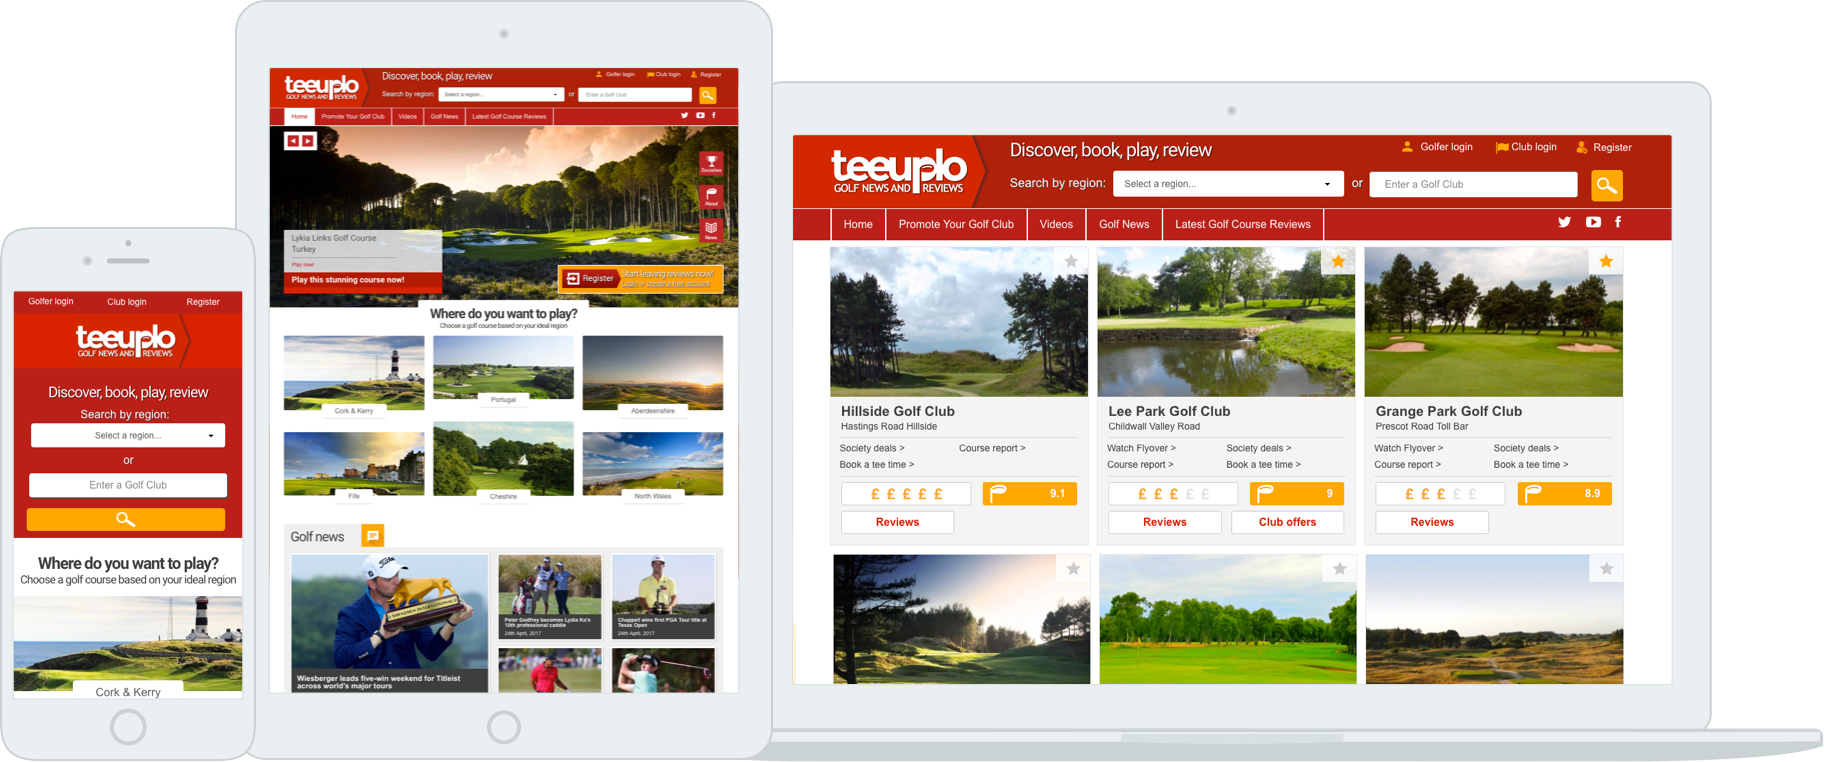 Golfer login Club login Register
teeuplo
GOLF NEWS AND REVIEWS
Discover, book, play, review
Search by region:
Select a region...
or
Enter a Golf Club
Where do you want to play?
Choose a golf course based on your ideal region
Cork & Kerry
teeuplo
GOLF NEWS AND REVIEWS
Discover, book, play, review
Golfer login Club login Register
Search by region: Select a region... or Enter a Golf Club
Home Promote Your Golf Club Videos Golf News Latest Golf Course Reviews
Societies
About
News
Lykia Links Golf Course
Turkey
Play now!
Play this stunning course now!
Register
Start leaving reviews now!
Login or create a free account
Where do you want to play?
Choose a golf course based on your ideal region
Cork & Kerry Portugal Aberdeenshire
Fife Cheshire North Wales
Golf news
SHENZHEN INTERNATIONAL
Wiesberger leads five-win weekend for Titleist
across world's major tours
Peter Godfrey becomes Lydia Ko's
10th professional caddie
24th April, 2017
Chappell wins first PGA Tour title at
Texas Open
24th April, 2017
teeuplo
GOLF NEWS AND REVIEWS
Discover, book, play, review
Golfer login Club login Register
Search by region: Select a region... or Enter a Golf Club
Home Promote Your Golf Club Videos Golf News Latest Golf Course Reviews
Hillside Golf Club
Hastings Road Hillside
Society deals > Course report >
Book a tee time >
£ £ £ £ £ 9.1
Reviews
Lee Park Golf Club
Childwall Valley Road
Watch Flyover > Society deals >
Course report > Book a tee time >
£ £ £ £ £ 9
Reviews Club offers
Grange Park Golf Club
Prescot Road Toll Bar
Watch Flyover > Society deals >
Course report > Book a tee time >
£ £ £ £ £ 8.9
Reviews